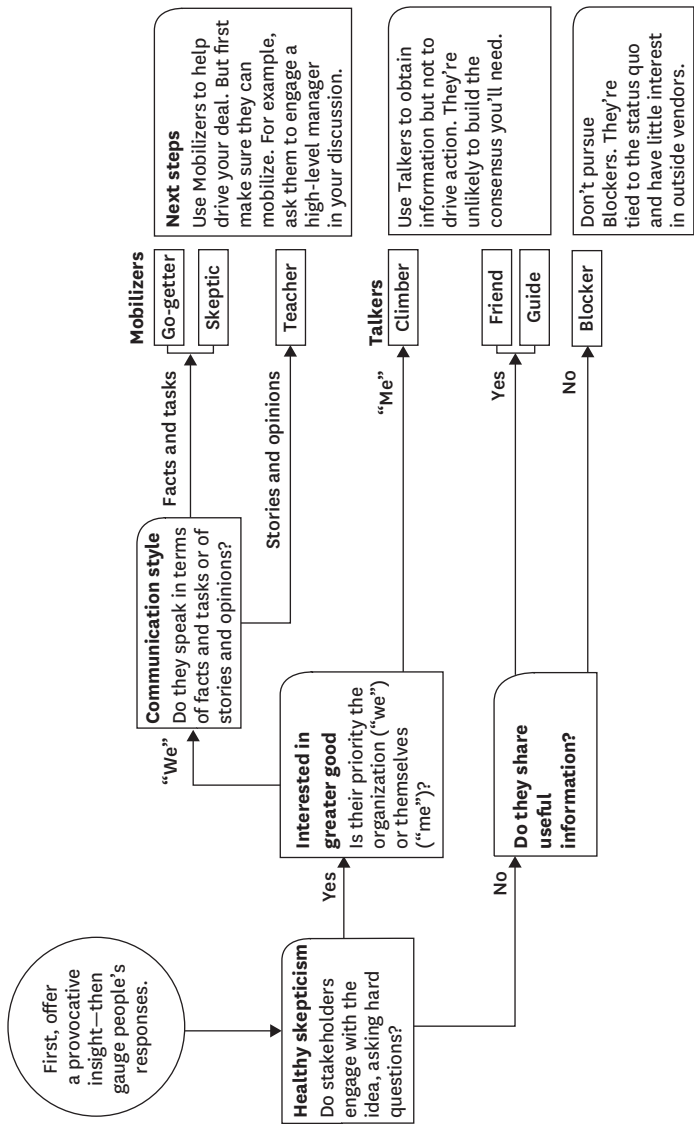 First, offer
a provocative
insight—then
gauge people’s
responses.
Healthy skepticism
Do stakeholders
engage with the
idea, asking hard
questions?
Yes
No
Interested in
greater good
Is their priority the
organization (“we”)
or themselves
(“me”)?
“We”
“Me”
Communication style
Do they speak in terms
of facts and tasks or of
stories and opinions?
Facts and tasks
Stories and opinions
Do they share
useful
information?
Yes
No
Mobilizers
Go-getter
Skeptic
Teacher
Talkers
Climber
Friend
Guide
Blocker
Next steps
Use Mobilizers to help
drive your deal. But first
make sure they can
mobilize. For example,
ask them to engage a
high-level manager
in your discussion.
Use Talkers to obtain
information but not to
drive action. They’re
unlikely to build the
consensus you’ll need.
Don’t pursue
Blockers. They’re
tied to the status quo
and have little interest
in outside vendors.